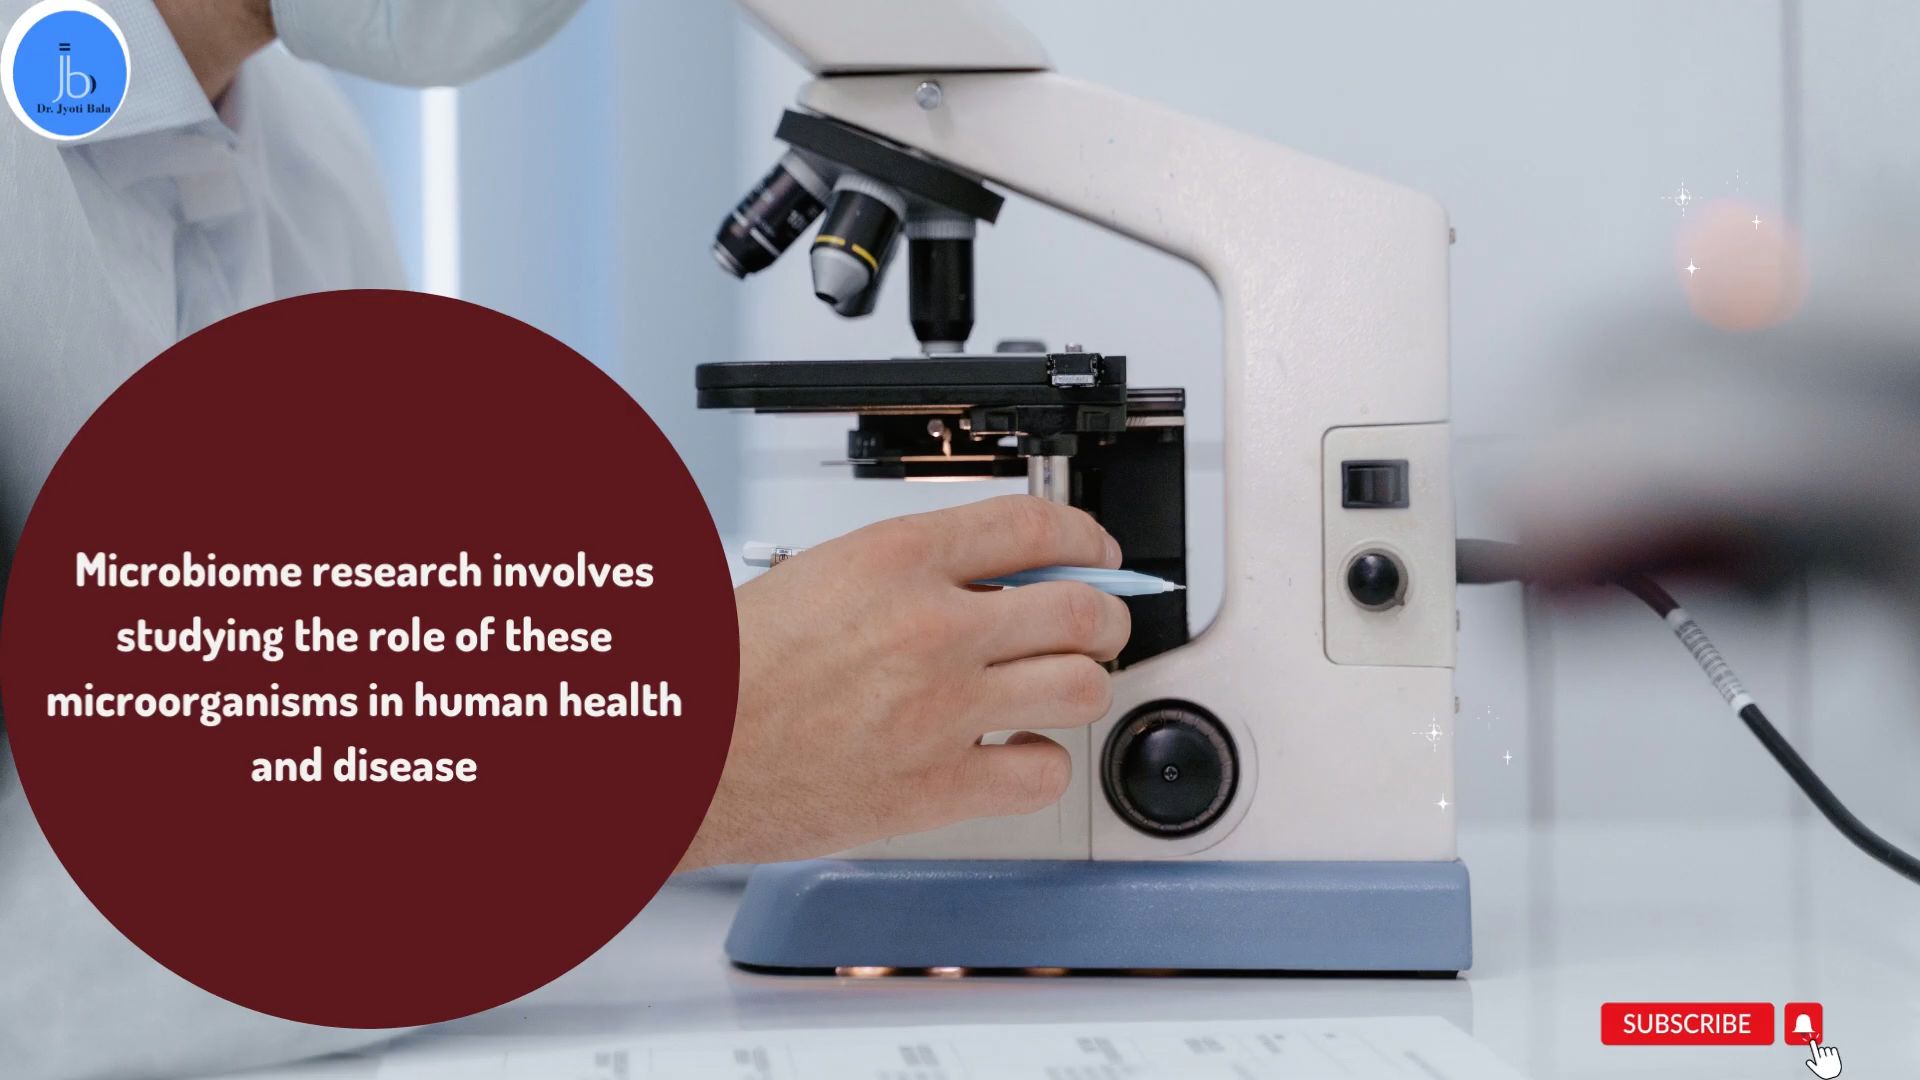 Dr. Jyoti Bala
Microbiome research involves
studying the role of these
microorganisms in human health
and disease
SUBSCRIBE